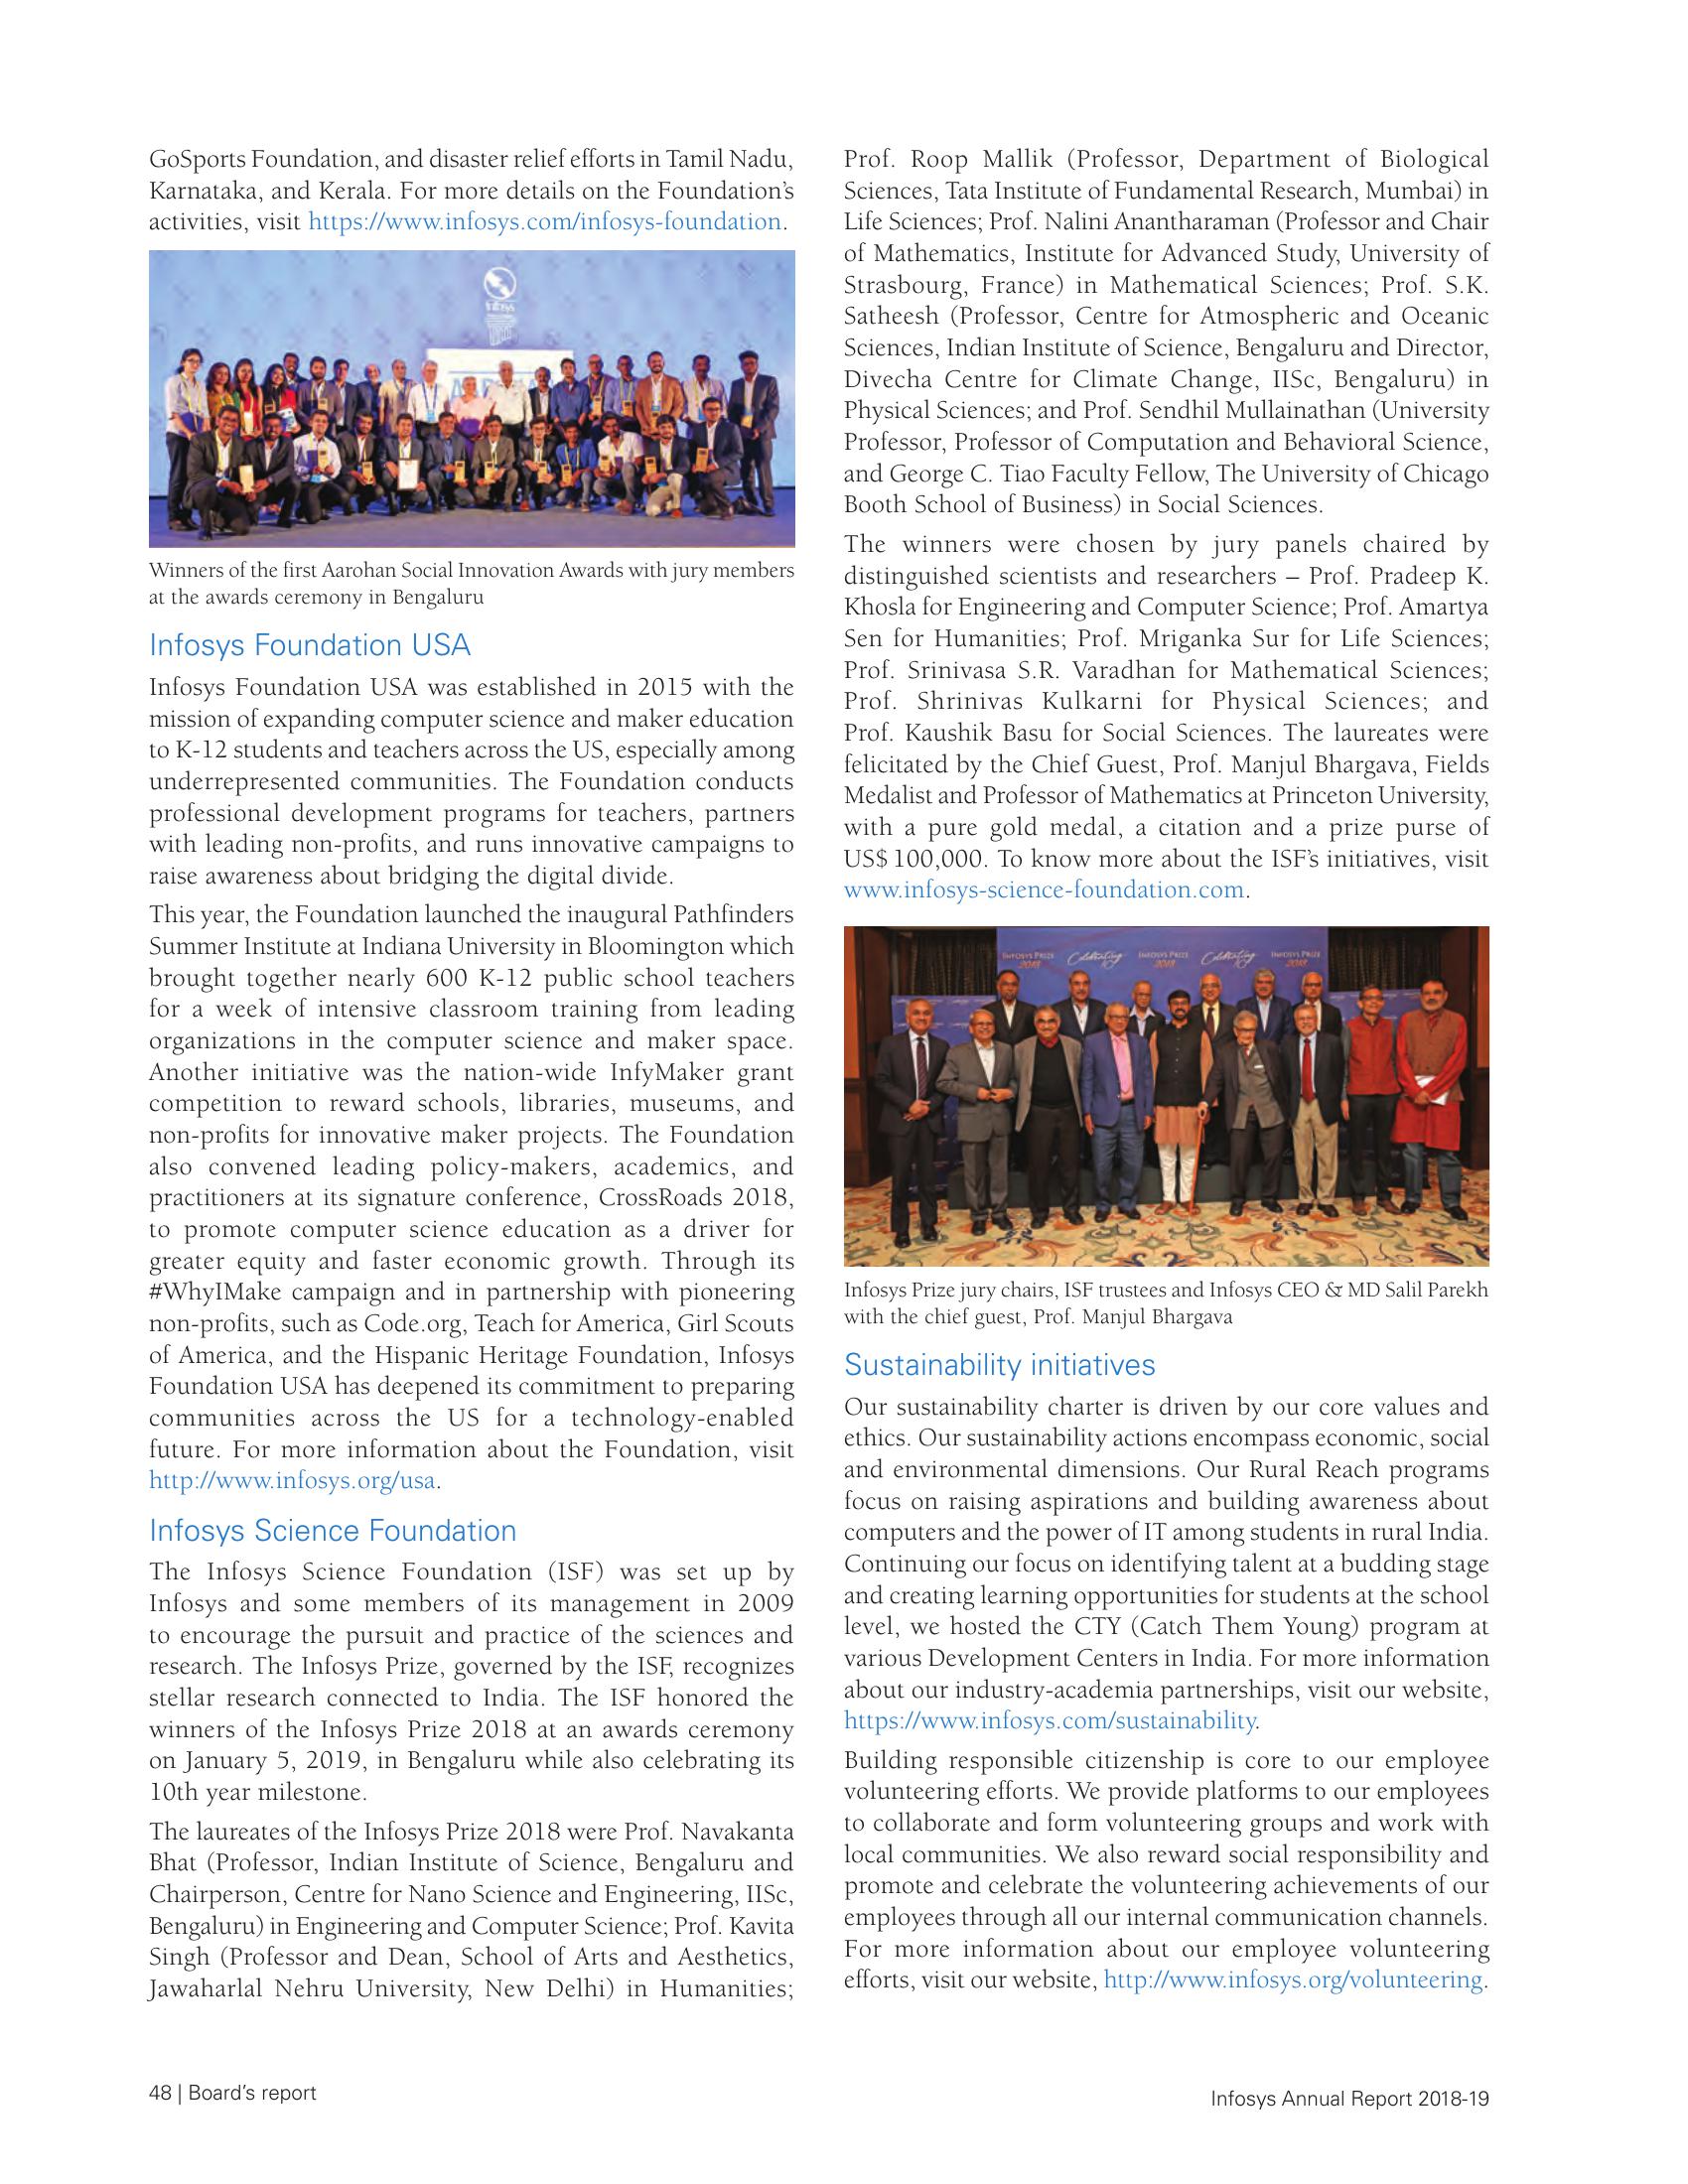 GoSports Foundation, and disaster relief efforts in Tamil Nadu,
Karnataka, and Kerala. For more details on the Foundation's
activities, visit https://www.infosys.com/infosys-foundation.
Infosys
Winners of the first Aarohan Social Innovation Awards with jury members
at the awards ceremony in Bengaluru
Infosys Foundation USA
Infosys Foundation USA was established in 2015 with the
mission of expanding computer science and maker education
to K-12 students and teachers across the US, especially among
underrepresented communities. The Foundation conducts
professional development programs for teachers, partners
with leading non-profits, and runs innovative campaigns to
raise awareness about bridging the digital divide.
This year, the Foundation launched the inaugural Pathfinders
Summer Institute at Indiana University in Bloomington which
brought together nearly 600 K-12 public school teachers
for a week of intensive classroom training from leading
organizations in the computer science and maker space.
Another initiative was the nation-wide InfyMaker grant
competition to reward schools, libraries, museums, and
non-profits for innovative maker projects. The Foundation
also convened leading policy-makers, academics, and
practitioners at its signature conference, CrossRoads 2018,
to promote computer science education as a driver for
greater equity and faster economic growth. Through its
#WhyIMake campaign and in partnership with pioneering
non-profits, such as Code.org, Teach for America, Girl Scouts
of America, and the Hispanic Heritage Foundation, Infosys
Foundation USA has deepened its commitment to preparing
communities across the US for a technology-enabled
future. For more information about the Foundation, visit
http://www.infosys.org/usa.
Infosys Science Foundation
The Infosys Science Foundation (ISF) was set up by
Infosys and some members of its management in 2009
to encourage the pursuit and practice of the sciences and
research. The Infosys Prize, governed by the ISF, recognizes
stellar research connected to India. The ISF honored the
winners of the Infosys Prize 2018 at an awards ceremony
on January 5, 2019, in Bengaluru while also celebrating its
10th year milestone.
The laureates of the Infosys Prize 2018 were Prof. Navakanta
Bhat (Professor, Indian Institute of Science, Bengaluru and
Chairperson, Centre for Nano Science and Engineering, IISc,
Bengaluru) in Engineering and Computer Science; Prof. Kavita
Singh (Professor and Dean, School of Arts and Aesthetics,
Jawaharlal Nehru University, New Delhi) in Humanities;
Prof. Roop Mallik (Professor, Department of Biological
Sciences, Tata Institute of Fundamental Research, Mumbai) in
Life Sciences; Prof. Nalini Anantharaman (Professor and Chair
of Mathematics, Institute for Advanced Study, University of
Strasbourg, France) in Mathematical Sciences; Prof. S.K.
Satheesh (Professor, Centre for Atmospheric and Oceanic
Sciences, Indian Institute of Science, Bengaluru and Director,
Divecha Centre for Climate Change, IISc, Bengaluru) in
Physical Sciences; and Prof. Sendhil Mullainathan (University
Professor, Professor of Computation and Behavioral Science,
and George C. Tiao Faculty Fellow, The University of Chicago
Booth School of Business) in Social Sciences.
The winners were chosen by jury panels chaired by
distinguished scientists and researchers – Prof. Pradeep K.
Khosla for Engineering and Computer Science; Prof. Amartya
Sen for Humanities; Prof. Mriganka Sur for Life Sciences;
Prof. Srinivasa S.R. Varadhan for Mathematical Sciences;
Prof. Shrinivas Kulkarni for Physical Sciences; and
Prof. Kaushik Basu for Social Sciences. The laureates were
felicitated by the Chief Guest, Prof. Manjul Bhargava, Fields
Medalist and Professor of Mathematics at Princeton University,
with a pure gold medal, a citation and a prize purse of
US$ 100,000. To know more about the ISF's initiatives, visit
www.infosys-science-foundation.com.
INFOSYS PRIZE 2018 Celebrating INFOSYS PRIZE 2018 Celebrating INFOSYS PRIZE 2018
Infosys Prize jury chairs, ISF trustees and Infosys CEO & MD Salil Parekh
with the chief guest, Prof. Manjul Bhargava
Sustainability initiatives
Our sustainability charter is driven by our core values and
ethics. Our sustainability actions encompass economic, social
and environmental dimensions. Our Rural Reach programs
focus on raising aspirations and building awareness about
computers and the power of IT among students in rural India.
Continuing our focus on identifying talent at a budding stage
and creating learning opportunities for students at the school
level, we hosted the CTY (Catch Them Young) program at
various Development Centers in India. For more information
about our industry-academia partnerships, visit our website,
https://www.infosys.com/sustainability.
Building responsible citizenship is core to our employee
volunteering efforts. We provide platforms to our employees
to collaborate and form volunteering groups and work with
local communities. We also reward social responsibility and
promote and celebrate the volunteering achievements of our
employees through all our internal communication channels.
For more information about our employee volunteering
efforts, visit our website, http://www.infosys.org/volunteering.
48 | Board's report
Infosys Annual Report 2018-19